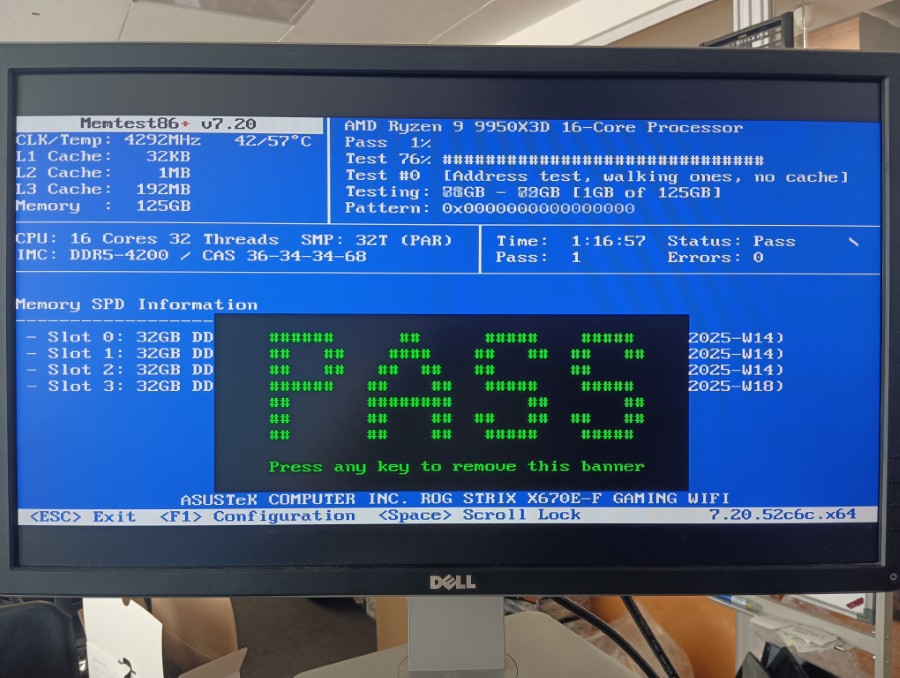 Memtest86+ v7.20
CLK/Temp: 4292MHz 42/57°C
L1 Cache: 32KB
L2 Cache: 1MB
L3 Cache: 192MB
Memory : 125GB
AMD Ryzen 9 9950X3D 16-Core Processor
Pass 1%
Test 76% ##############################
Test #0 [Address test, walking ones, no cache]
Testing: GB - GB [1GB of 125GB]
Pattern: 0x0000000000000000
CPU: 16 Cores 32 Threads SMP: 32T (PAR)
IMC: DDR5-4200 / CAS 36-34-34-68
Time: 1:16:57 Status: Pass \
Pass: 1 Errors: 0
Memory SPD Information
- Slot 0: 32GB DD 2025-W14)
- Slot 1: 32GB DD 2025-W14)
- Slot 2: 32GB DD 2025-W14)
- Slot 3: 32GB DD 2025-W18)
PASS
Press any key to remove this banner
ASUSTeK COMPUTER INC. ROG STRIX X670E-F GAMING WIFI
<ESC> Exit <F1> Configuration <Space> Scroll Lock 7.20.52c6c.x64
DELL